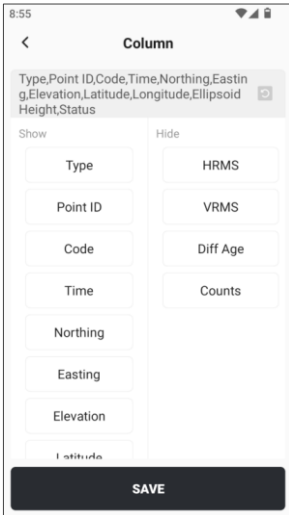 8:55
Column
Type,Point ID,Code,Time,Northing,Eastin
g,Elevation,Latitude,Longitude,Ellipsoid
Height,Status
Show
Hide
Type
HRMS
Point ID
VRMS
Code
Diff Age
Time
Counts
Northing
Easting
Elevation
Latitude
SAVE